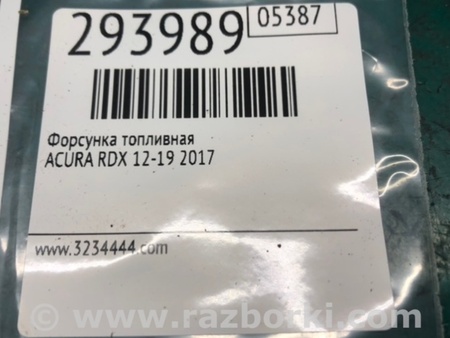 293989
05387
Форсунка топливная
ACURA RDX 12-19 2017
www.3234444.com
www.razborki.com